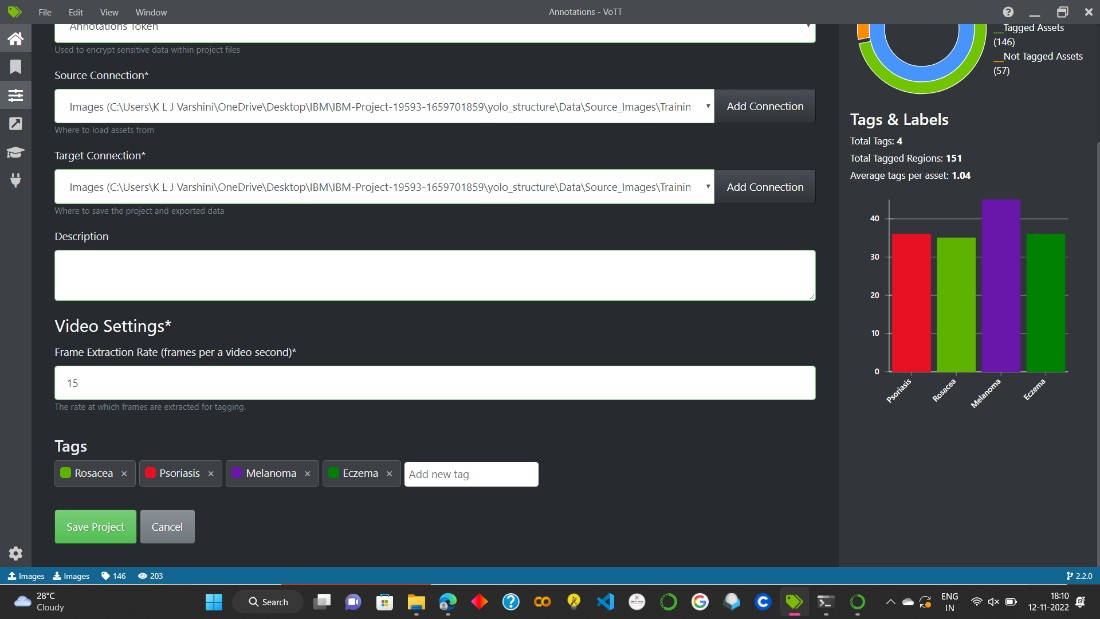 File Edit View Window
Annotations - VoTT
Annotations Token
Used to encrypt sensitive data within project files
Source Connection*
Images (C:\Users\K L J Varshini\OneDrive\Desktop\IBM\IBM-Project-19593-1659701859\yolo_structure\Data\Source_Images\Trainin
Add Connection
Where to load assets from
Target Connection*
Images (C:\Users\K L J Varshini\OneDrive\Desktop\IBM\IBM-Project-19593-1659701859\yolo_structure\Data\Source_Images\Trainin
Add Connection
Where to save the project and exported data
Description
Video Settings*
Frame Extraction Rate (frames per a video second)*
15
The rate at which frames are extracted for tagging.
Tags
Rosacea × Psoriasis × Melanoma × Eczema × Add new tag
Save Project Cancel
Tagged Assets
(146)
Not Tagged Assets
(57)
Tags & Labels
Total Tags: 4
Total Tagged Regions: 151
Average tags per asset: 1.04
40
30
20
10
0
Psoriasis Rosacea Melanoma Eczema
Images Images 146 203
2.2.0
28°C
Cloudy
Search
ENG
IN
18:10
12-11-2022